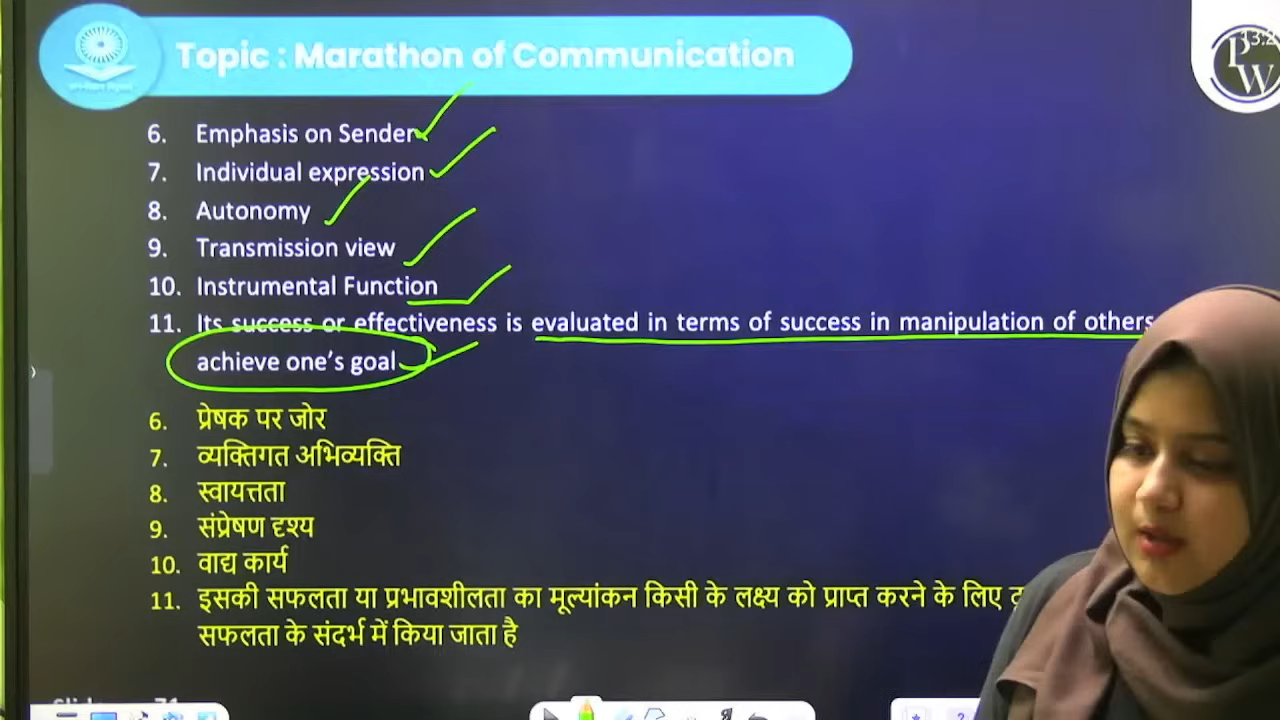 Topic : Marathon of Communication
13:2
PW
6. Emphasis on Sender
7. Individual expression
8. Autonomy
9. Transmission view
10. Instrumental Function
11. Its success or effectiveness is evaluated in terms of success in manipulation of others
achieve one's goal
6. प्रेषक पर जोर
7. व्यक्तिगत अभिव्यक्ति
8. स्वायत्तता
9. संप्रेषण दृश्य
10. वाद्य कार्य
11. इसकी सफलता या प्रभावशीलता का मूल्यांकन किसी के लक्ष्य को प्राप्त करने के लिए
सफलता के संदर्भ में किया जाता है